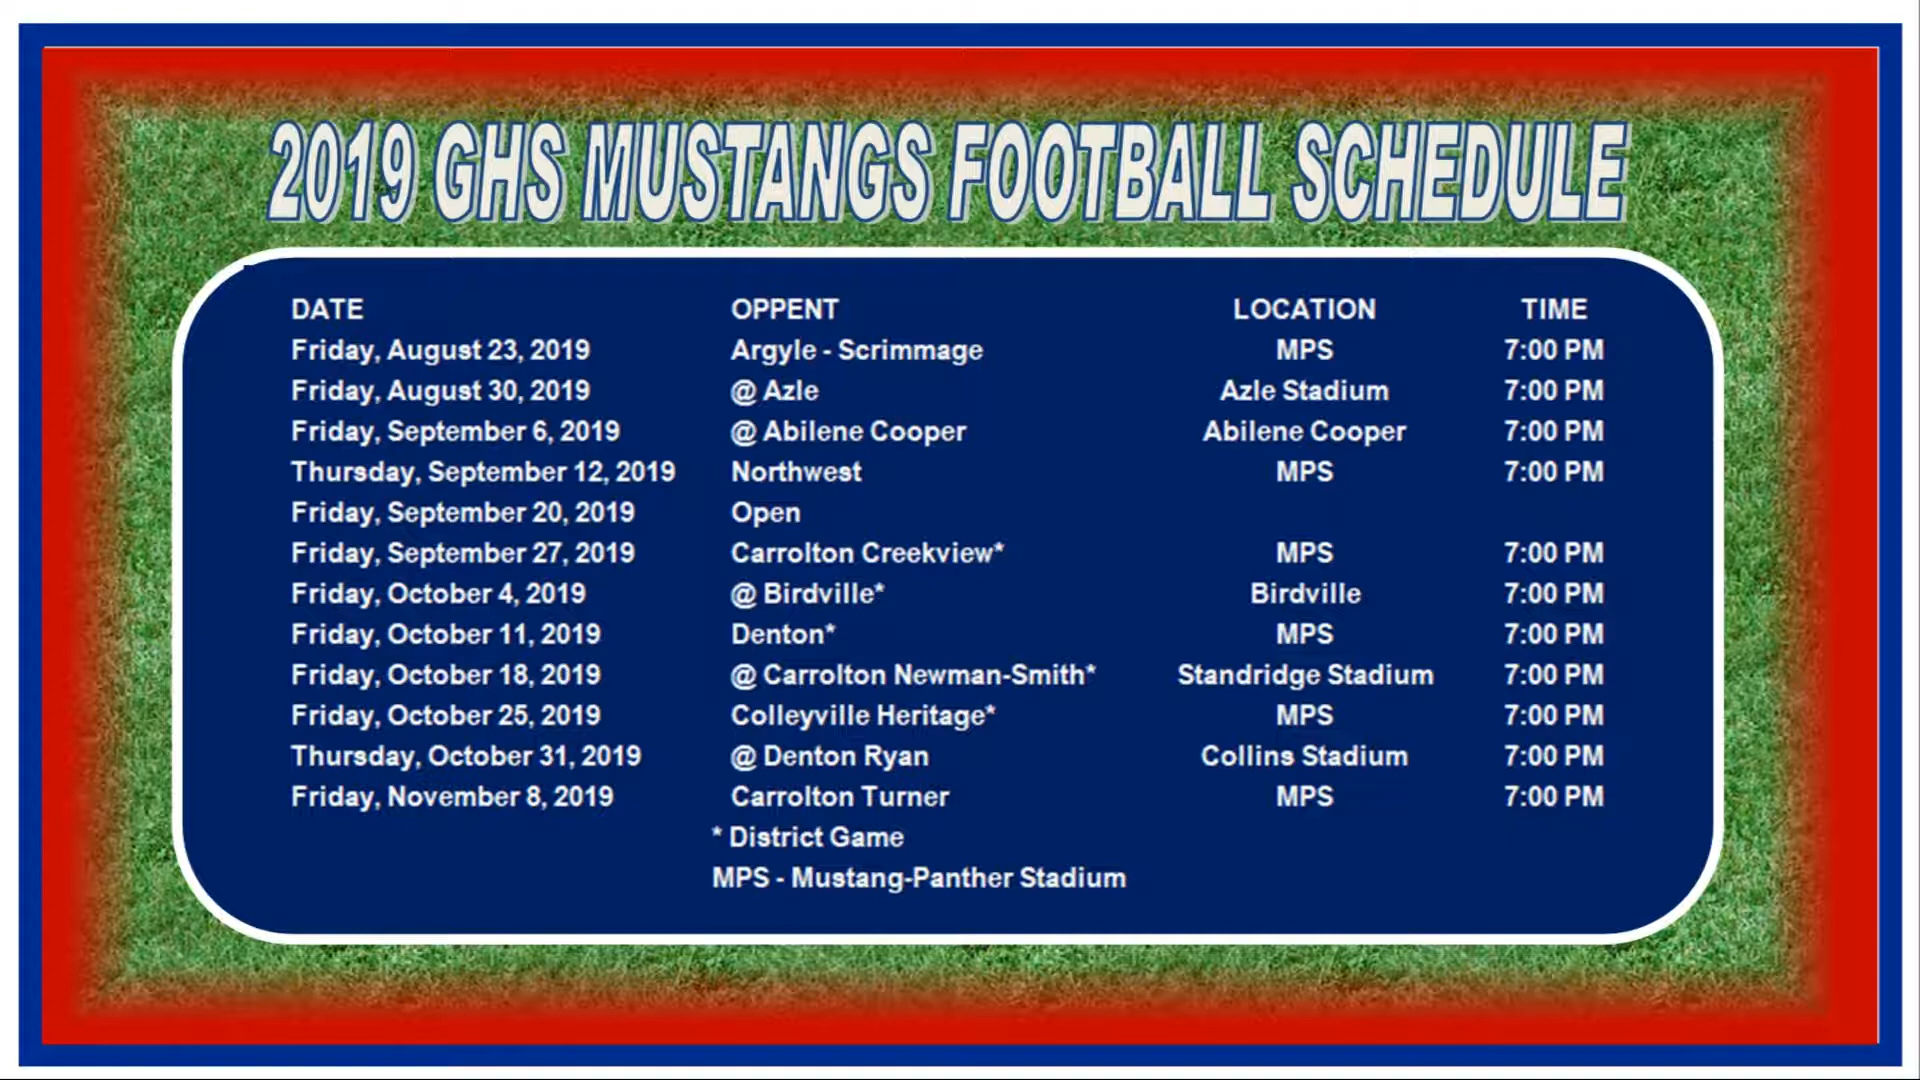 2019 GHS MUSTANGS FOOTBALL SCHEDULE
DATE OPPENT LOCATION TIME
Friday, August 23, 2019 Argyle - Scrimmage MPS 7:00 PM
Friday, August 30, 2019 @ Azle Azle Stadium 7:00 PM
Friday, September 6, 2019 @ Abilene Cooper Abilene Cooper 7:00 PM
Thursday, September 12, 2019 Northwest MPS 7:00 PM
Friday, September 20, 2019 Open
Friday, September 27, 2019 Carrolton Creekview* MPS 7:00 PM
Friday, October 4, 2019 @ Birdville* Birdville 7:00 PM
Friday, October 11, 2019 Denton* MPS 7:00 PM
Friday, October 18, 2019 @ Carrolton Newman-Smith* Standridge Stadium 7:00 PM
Friday, October 25, 2019 Colleyville Heritage* MPS 7:00 PM
Thursday, October 31, 2019 @ Denton Ryan Collins Stadium 7:00 PM
Friday, November 8, 2019 Carrolton Turner MPS 7:00 PM
* District Game
MPS - Mustang-Panther Stadium